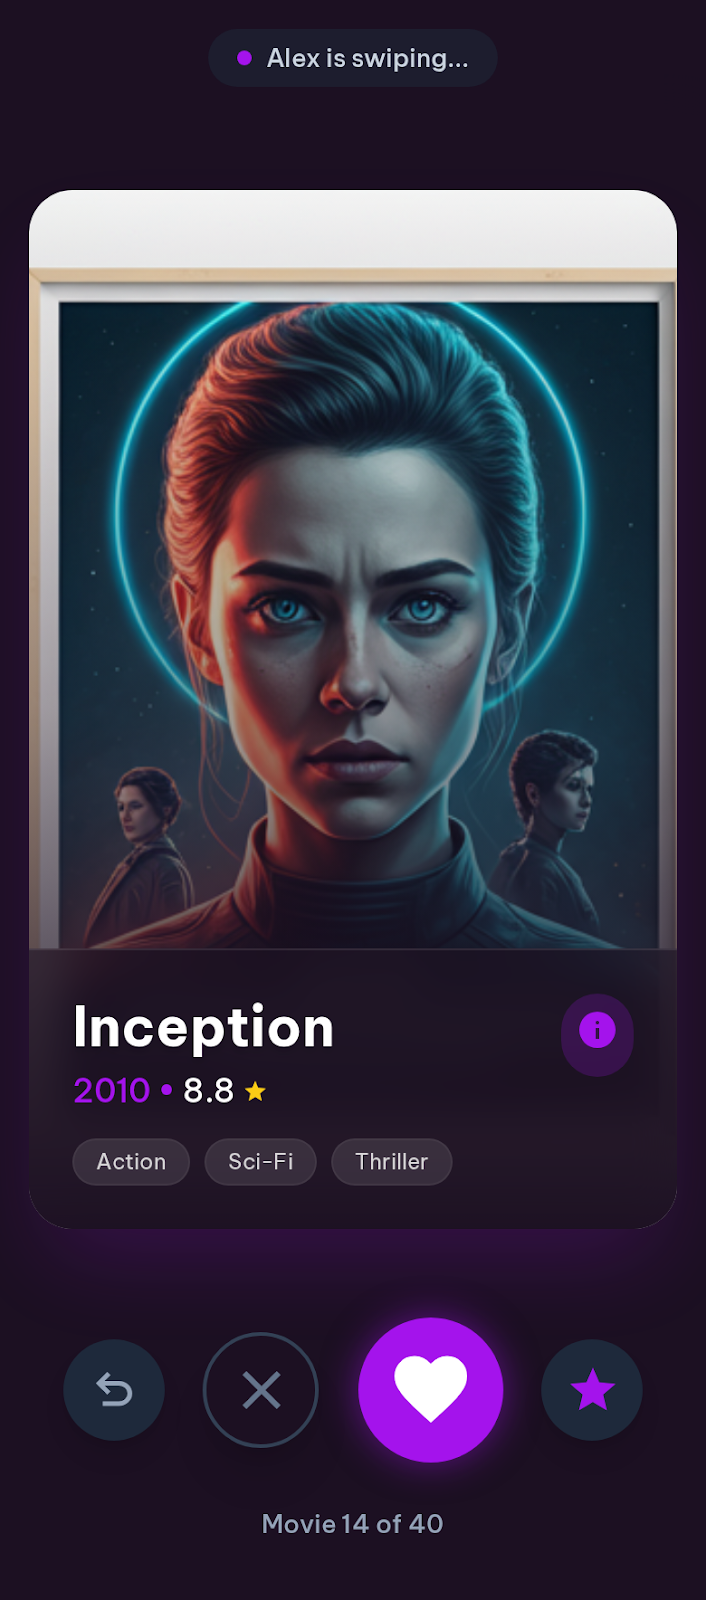 Alex is swiping...
Inception
2010 • 8.8 ★
Action Sci-Fi Thriller
Movie 14 of 40